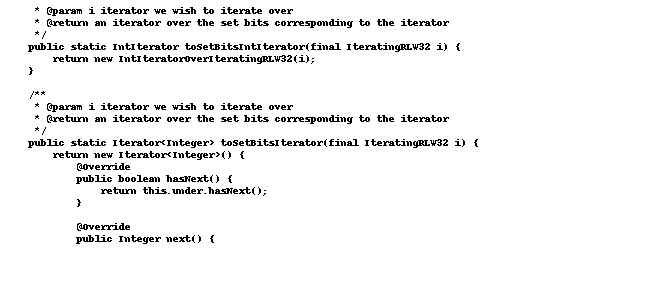 * @param i iterator we wish to iterate over
 * @return an iterator over the set bits corresponding to the iterator
 */
public static IntIterator toSetBitsIntIterator(final IteratingRLW32 i) {
    return new IntIteratorOverIteratingRLW32(i);
}

/**
 * @param i iterator we wish to iterate over
 * @return an iterator over the set bits corresponding to the iterator
 */
public static Iterator<Integer> toSetBitsIterator(final IteratingRLW32 i) {
    return new Iterator<Integer>() {
        @Override
        public boolean hasNext() {
            return this.under.hasNext();
        }

        @Override
        public Integer next() {